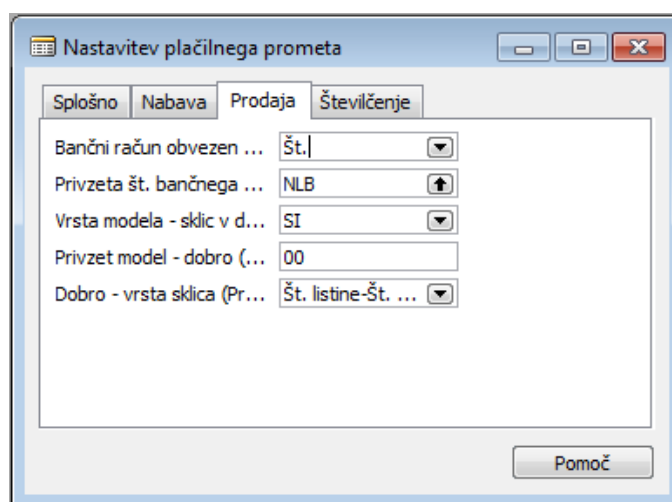 Nastavitev plačilnega prometa
Splošno Nabava Prodaja Številčenje
Bančni račun obvezen ... Št.
Privzeta št. bančnega ... NLB
Vrsta modela - sklic v d... SI
Privzet model - dobro (... 00
Dobro - vrsta sklica (Pr... Št. listine-Št. ...
Pomoč